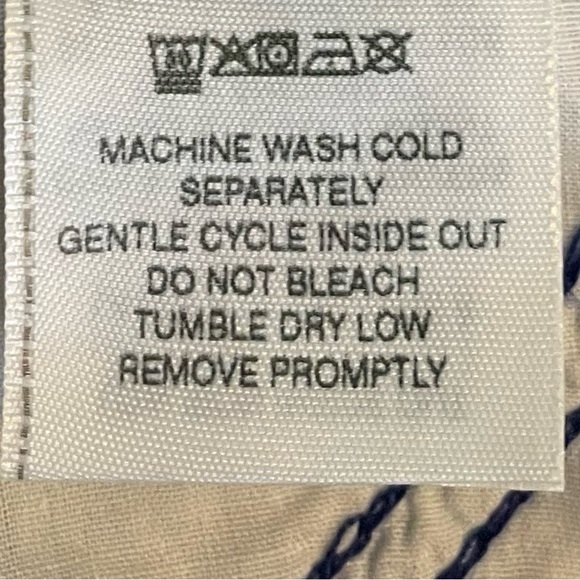 MACHINE WASH COLD
SEPARATELY
GENTLE CYCLE INSIDE OUT
DO NOT BLEACH
TUMBLE DRY LOW
REMOVE PROMPTLY